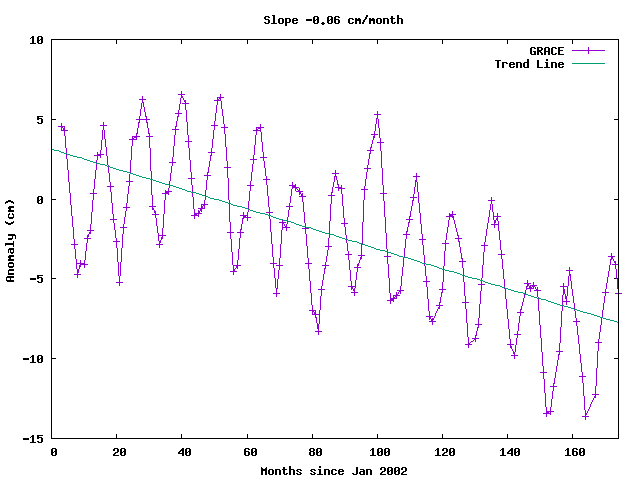 Slope -0.06 cm/month
GRACE
Trend Line
10
5
0
-5
-10
-15
Anomaly (cm)
0 20 40 60 80 100 120 140 160
Months since Jan 2002